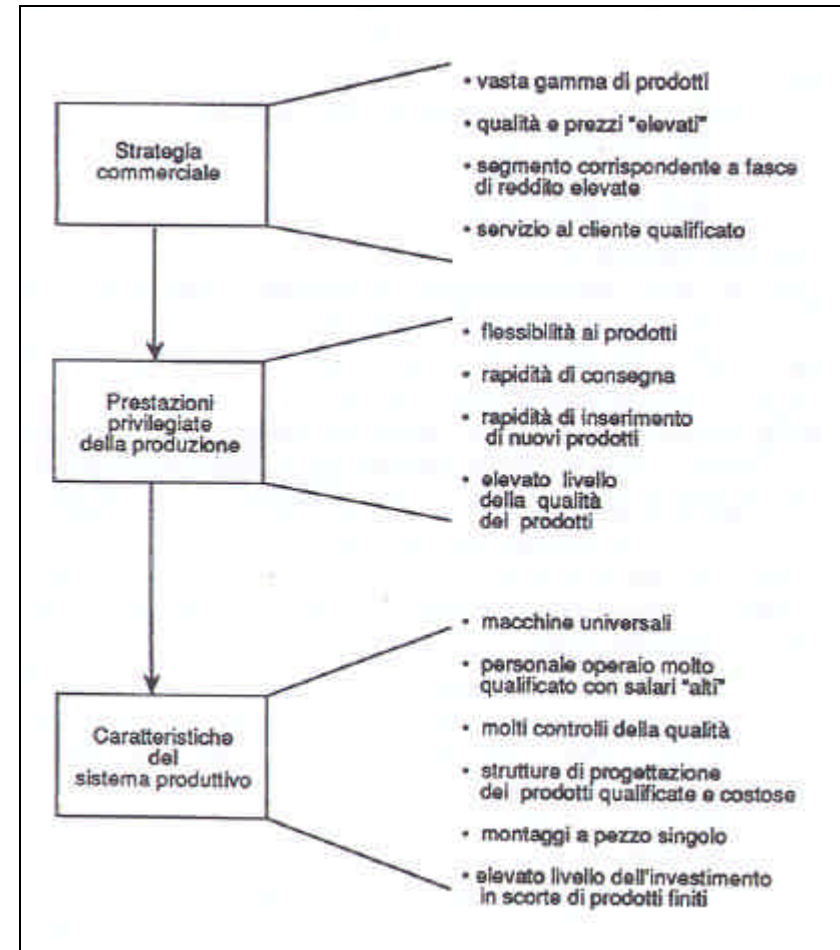 Strategia
commerciale
• vasta gamma di prodotti
• qualità e prezzi "elevati"
• segmento corrispondente a fasce
di reddito elevate
• servizio al cliente qualificato
Prestazioni
privilegiate
della produzione
• flessibilità ai prodotti
• rapidità di consegna
• rapidità di inserimento
di nuovi prodotti
• elevato livello
della qualità
dei prodotti
Caratteristiche
del
sistema produttivo
• macchine universali
• personale operaio molto
qualificato con salari "alti"
• molti controlli della qualità
• strutture di progettazione
dei prodotti qualificate e costose
• montaggi a pezzo singolo
• elevato livello dell'investimento
in scorte di prodotti finiti